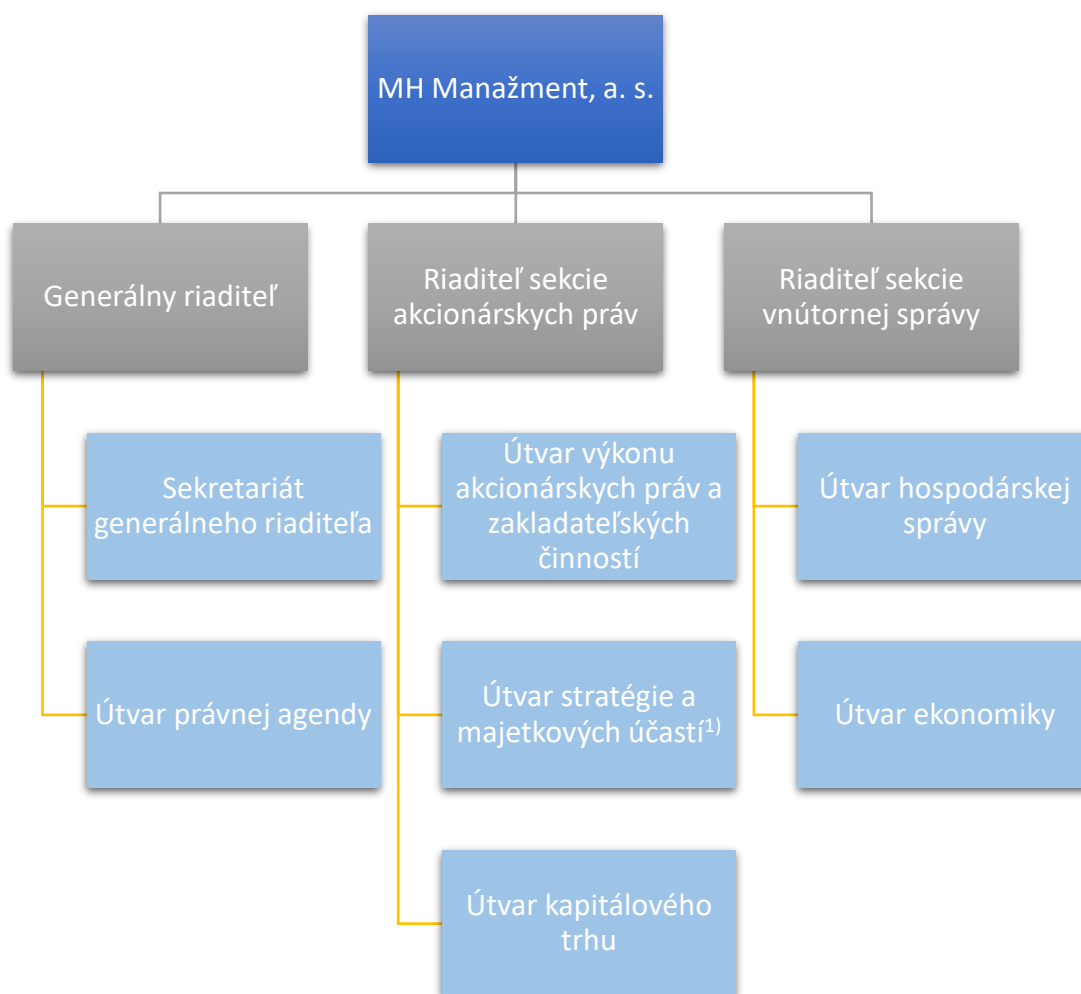 MH Manažment, a. s.
Generálny riaditeľ
Riaditeľ sekcie
akcionárskych práv
Riaditeľ sekcie
vnútornej správy
Sekretariát
generálneho riaditeľa
Útvar výkonu
akcionárskych práv a
zakladateľských
činností
Útvar hospodárskej
správy
Útvar právnej agendy
Útvar stratégie a
majetkových účastí¹⁾
Útvar ekonomiky
Útvar kapitálového
trhu